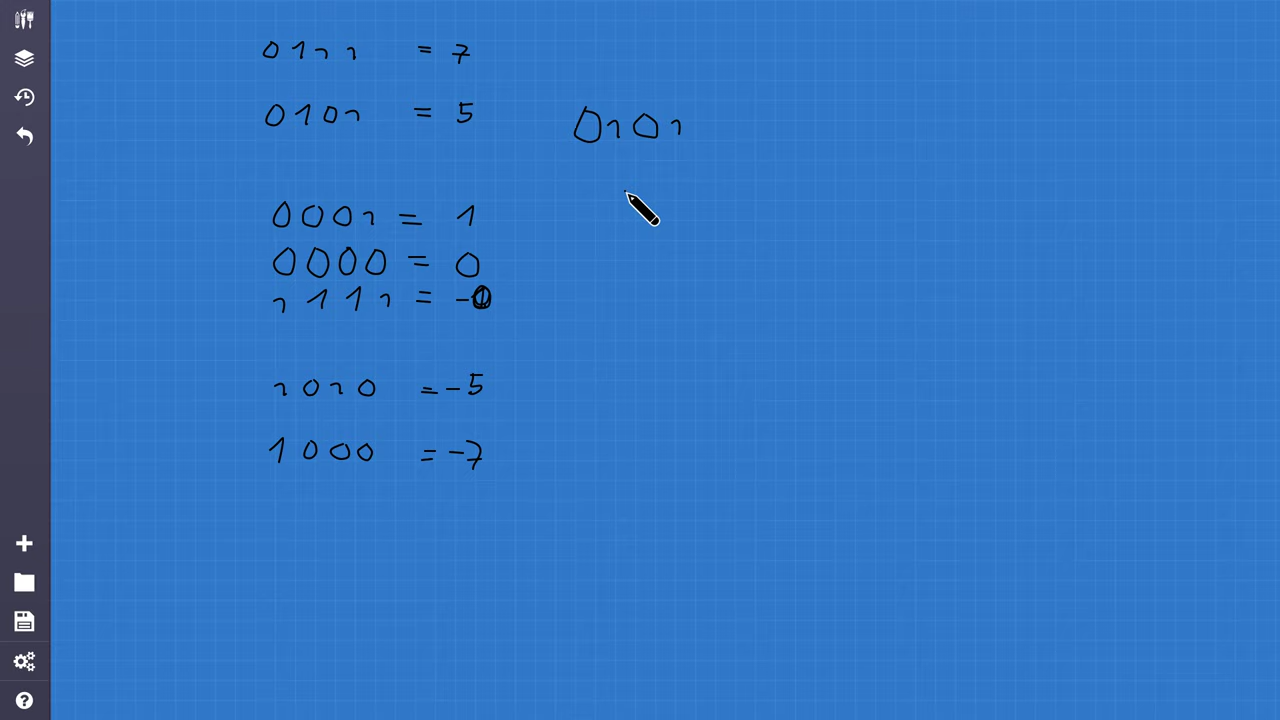 0111 = 7
0101 = 5
0101
0001 = 1
0000 = 0
1111 = -0
1010 = -5
1000 = -7
?